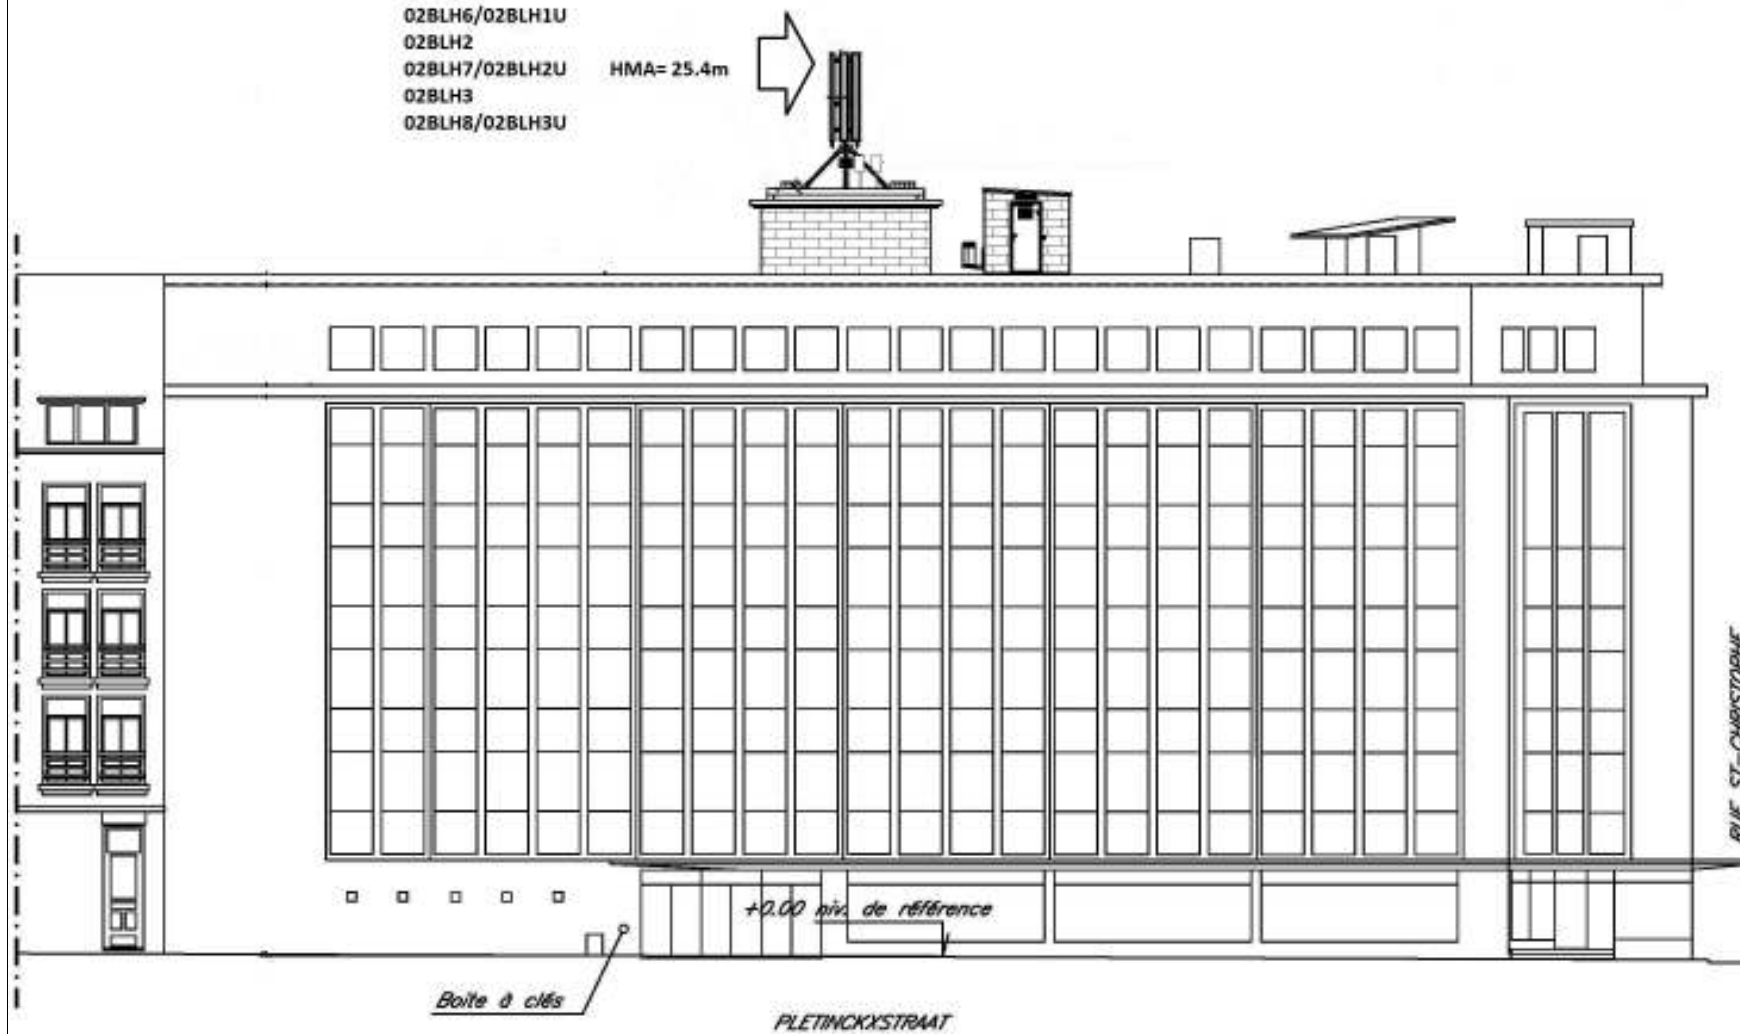 02BLH6/02BLH1U
02BLH2
02BLH7/02BLH2U HMA= 25.4m
02BLH3
02BLH8/02BLH3U
+0.00 niv. de référence
Boîte à clés
PLETINCKXSTRAAT
RUE ST-CHRISTOPHE